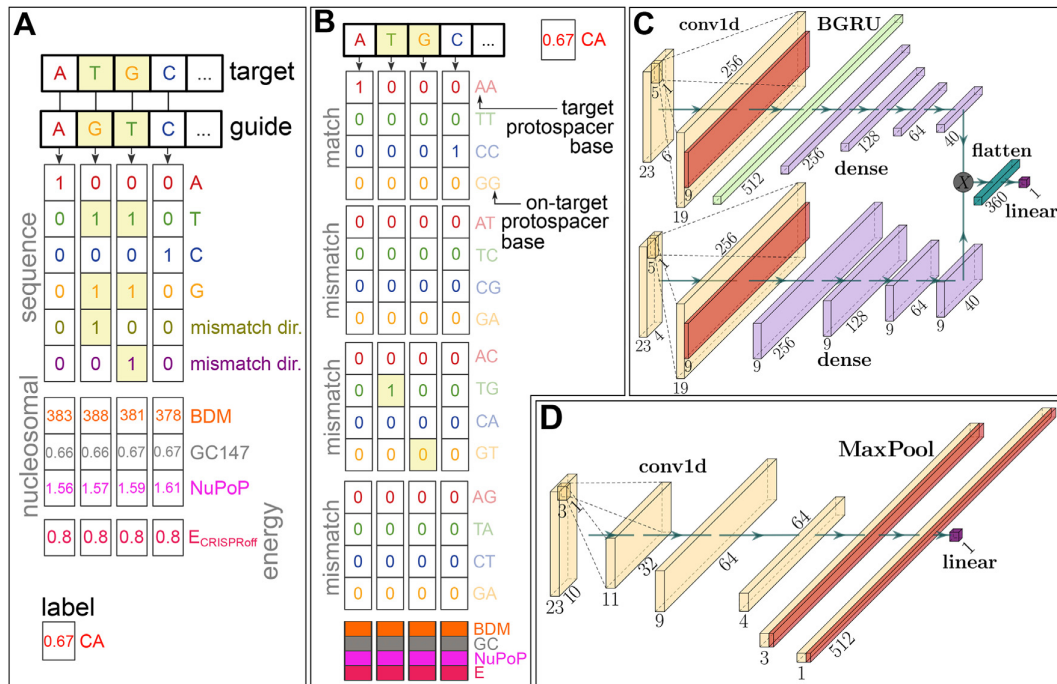 A
A T G C ... target
A G T C ... guide
sequence
1 0 0 0 A
0 1 1 0 T
0 0 0 1 C
0 1 1 0 G
0 1 0 0 mismatch dir.
0 0 1 0 mismatch dir.
nucleosomal
383 388 381 378 BDM
0.66 0.66 0.67 0.67 GC147
1.56 1.57 1.59 1.61 NuPoP
0.8 0.8 0.8 0.8 ECRISPRoff
energy
label
0.67 CA
B
A T G C ...
0.67 CA
match
1 0 0 0 AA
0 0 0 0 TT
0 0 0 1 CC
0 0 0 0 GG
target
protospacer
base
on-target
protospacer
base
mismatch
0 0 0 0 AT
0 0 0 0 TC
0 0 0 0 CG
0 0 0 0 GA
mismatch
0 0 0 0 AC
0 1 0 0 TG
0 0 0 0 CA
0 0 0 0 GT
mismatch
0 0 0 0 AG
0 0 0 0 TA
0 0 0 0 CT
0 0 0 0 GA
BDM
GC
NuPoP
E
C
conv1d
BGRU
5 1
256
23 6
19
9
512
256
128
64
40
dense
flatten
X
360
1
linear
5 1
256
23 4
19
9
9
256
9
128
9
64
9
40
dense
D
conv1d
MaxPool
3 1
23 10
11
32
9
64
4
64
3
1
512
1
linear